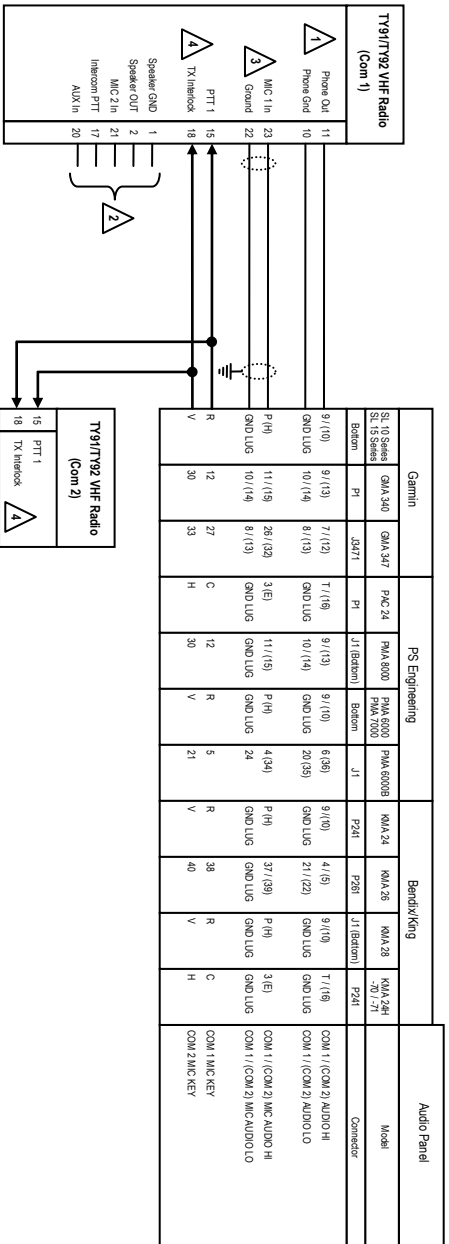 TY91/TY92 VHF Radio
(Com 1)
Phone Out 11
Phone Gnd 10
1
MIC 1 In 23
Ground 22
3
PTT 1 15
TX Interlock 18
4
Speaker GND 1
Speaker OUT 2
MIC 2 In 21
Intercom PTT 17
AUX In 20
2
TY91/TY92 VHF Radio
(Com 2)
15 PTT 1
18 TX Interlock
4
Garmin PS Engineering Bendix/King Audio Panel
SL 10 Series
SL 15 Series GMA 340 GMA 347 PAC 24 PMA 8000 PMA 6000
PMA 7000 PMA 6000B KMA 24 KMA 26 KMA 28 KMA 24H
-70 / -71 Model
Bottom P1 J3471 P1 J1 (Bottom) Bottom J1 P241 P261 J1 (Bottom) P241 Connector
9 / (10) 9 / (13) 7 / (12) T / (16) 9 / (13) 9 / (10) 6 (36) 9 /(10) 4 / (5) 9 /(10) T / (16) COM 1 / (COM 2) AUDIO HI
GND LUG 10 / (14) 8 / (13) GND LUG 10 / (14) GND LUG 20 (35) GND LUG 21 / (22) GND LUG GND LUG COM 1 / (COM 2) AUDIO LO
P (H) 11 / (15) 26 / (32) 3 (E) 11 / (15) P (H) 4 (34) P (H) 37 / (39) P (H) 3 (E) COM 1 / (COM 2) MIC AUDIO HI
GND LUG 10 / (14) 8 / (13) GND LUG GND LUG GND LUG 24 GND LUG GND LUG GND LUG GND LUG COM 1 / (COM 2) MIC AUDIO LO
R 12 27 C 12 R 5 R 38 R C COM 1 MIC KEY
V 30 33 H 30 V 21 V 40 V H COM 2 MIC KEY